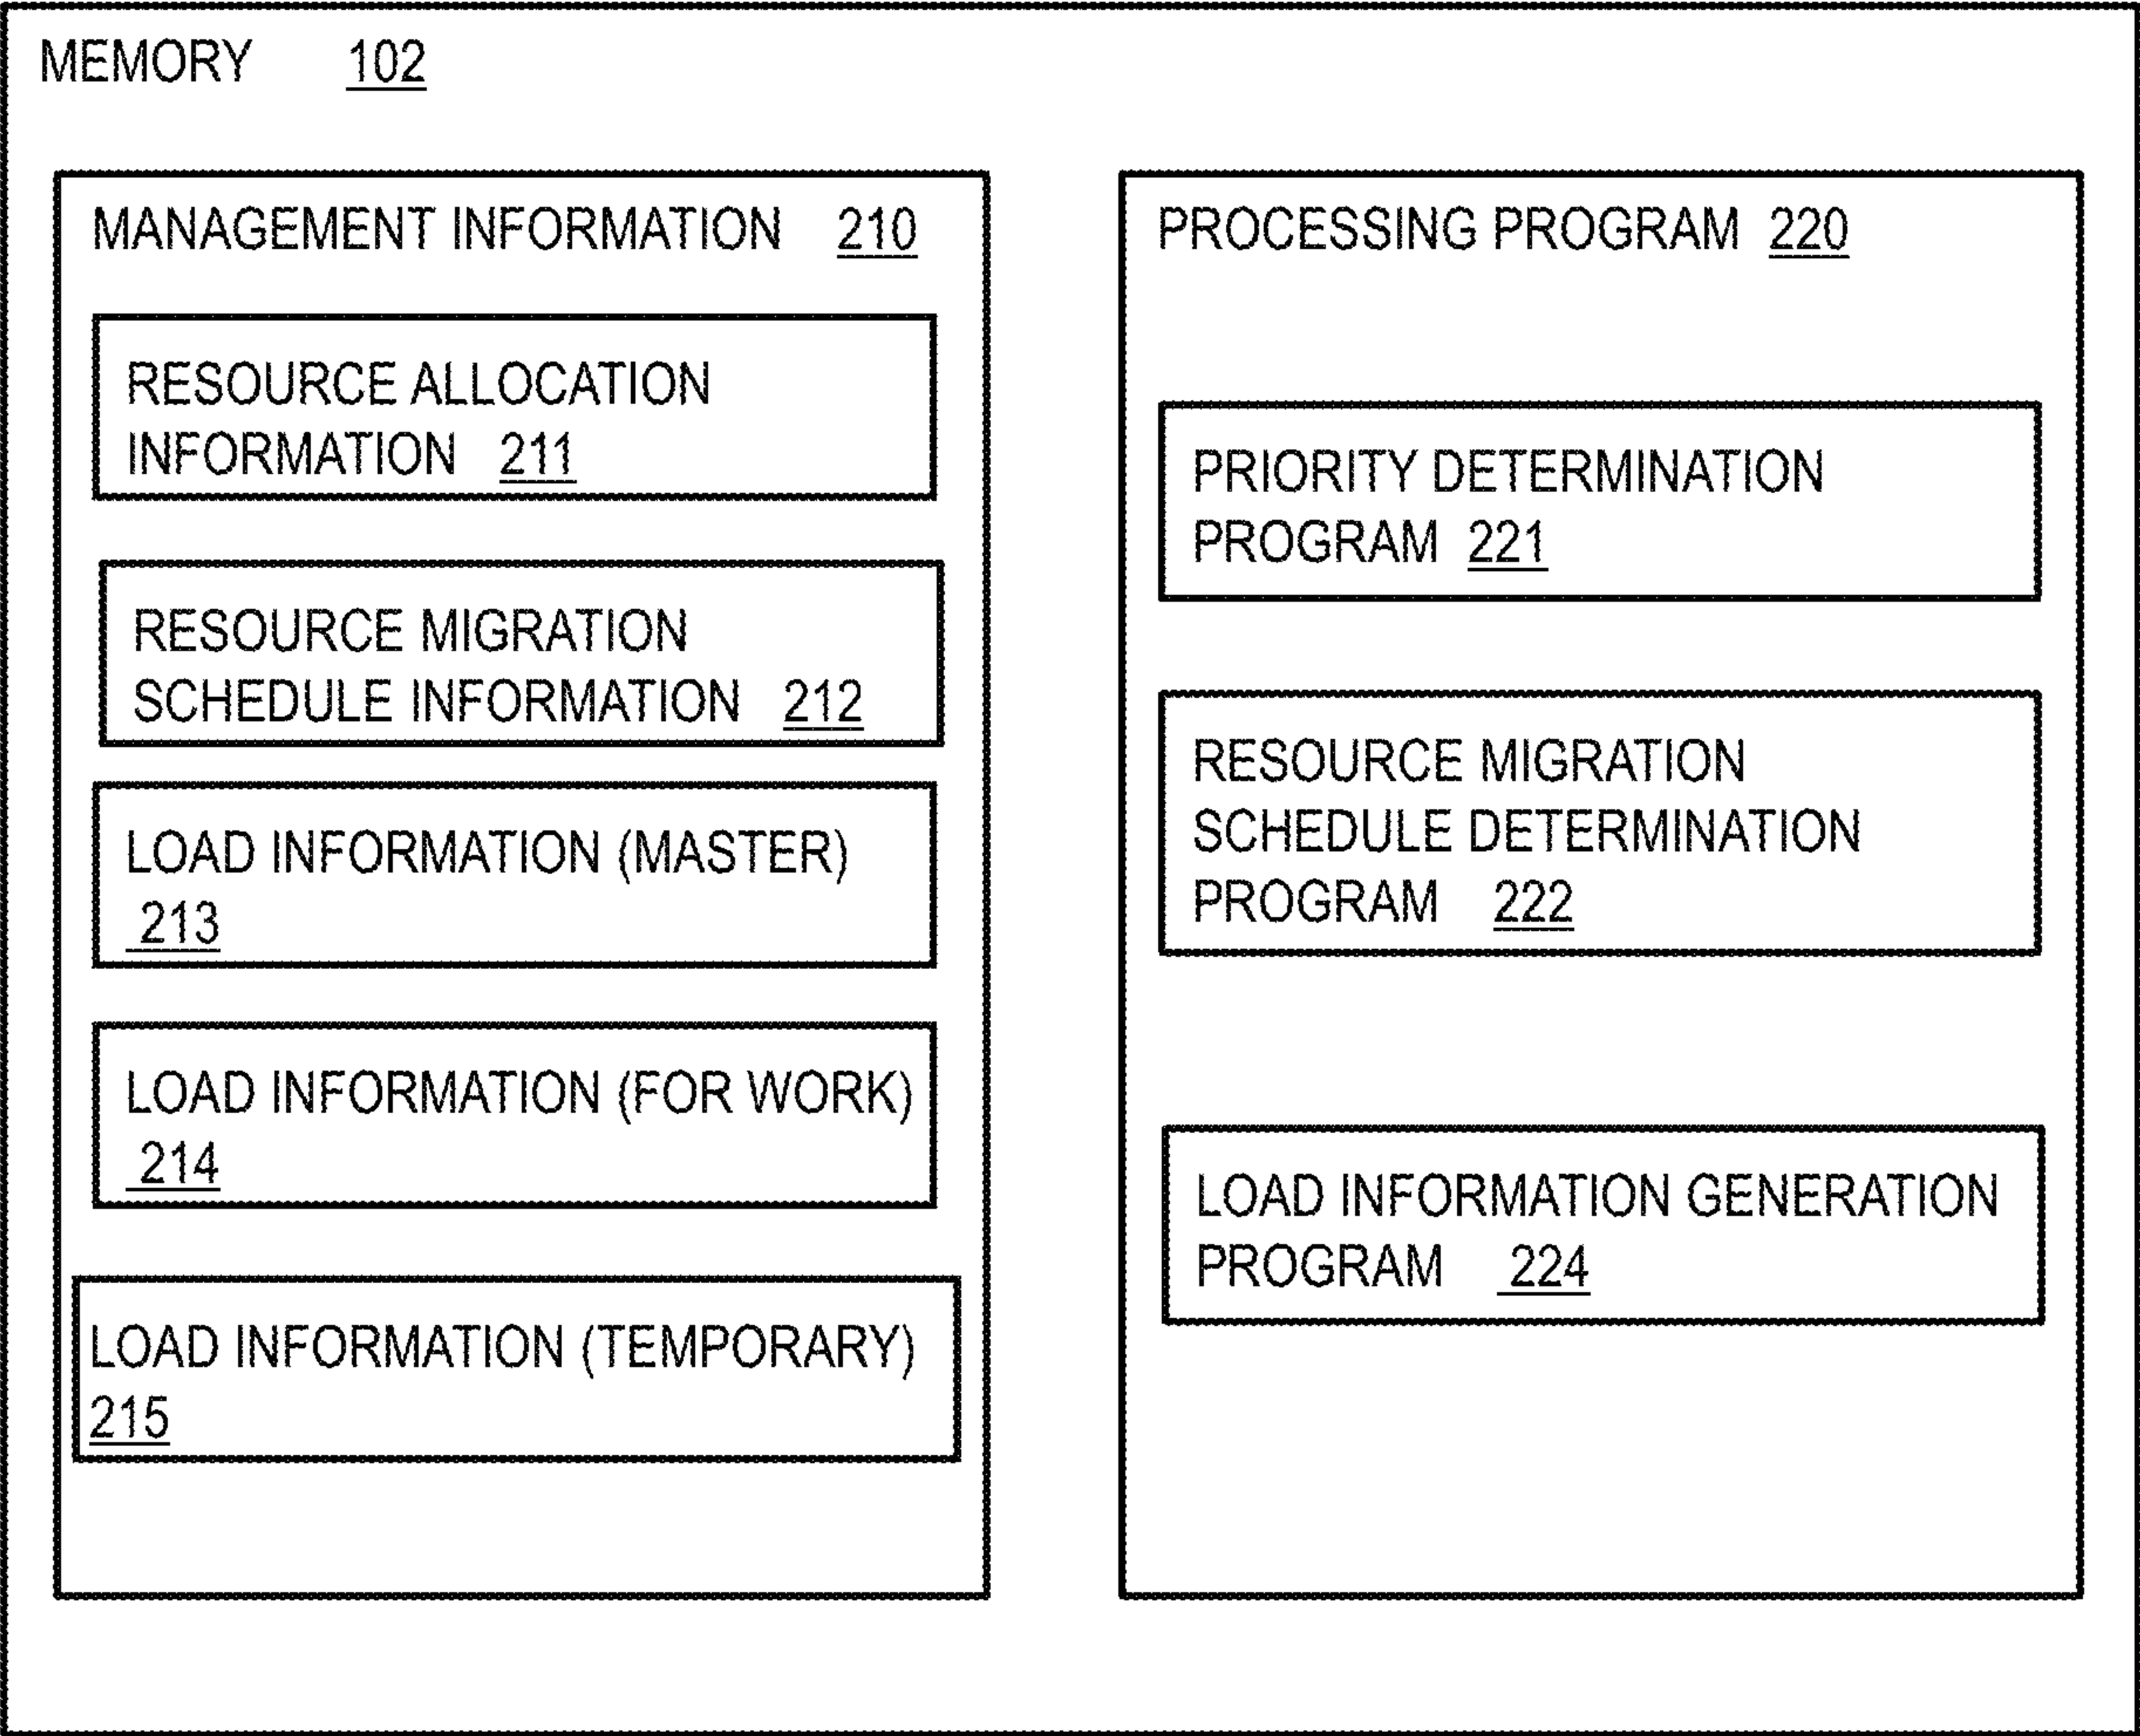 MEMORY 102
MANAGEMENT INFORMATION 210
RESOURCE ALLOCATION
INFORMATION 211
RESOURCE MIGRATION
SCHEDULE INFORMATION 212
LOAD INFORMATION (MASTER)
213
LOAD INFORMATION (FOR WORK)
214
LOAD INFORMATION (TEMPORARY)
215
PROCESSING PROGRAM 220
PRIORITY DETERMINATION
PROGRAM 221
RESOURCE MIGRATION
SCHEDULE DETERMINATION
PROGRAM 222
LOAD INFORMATION GENERATION
PROGRAM 224